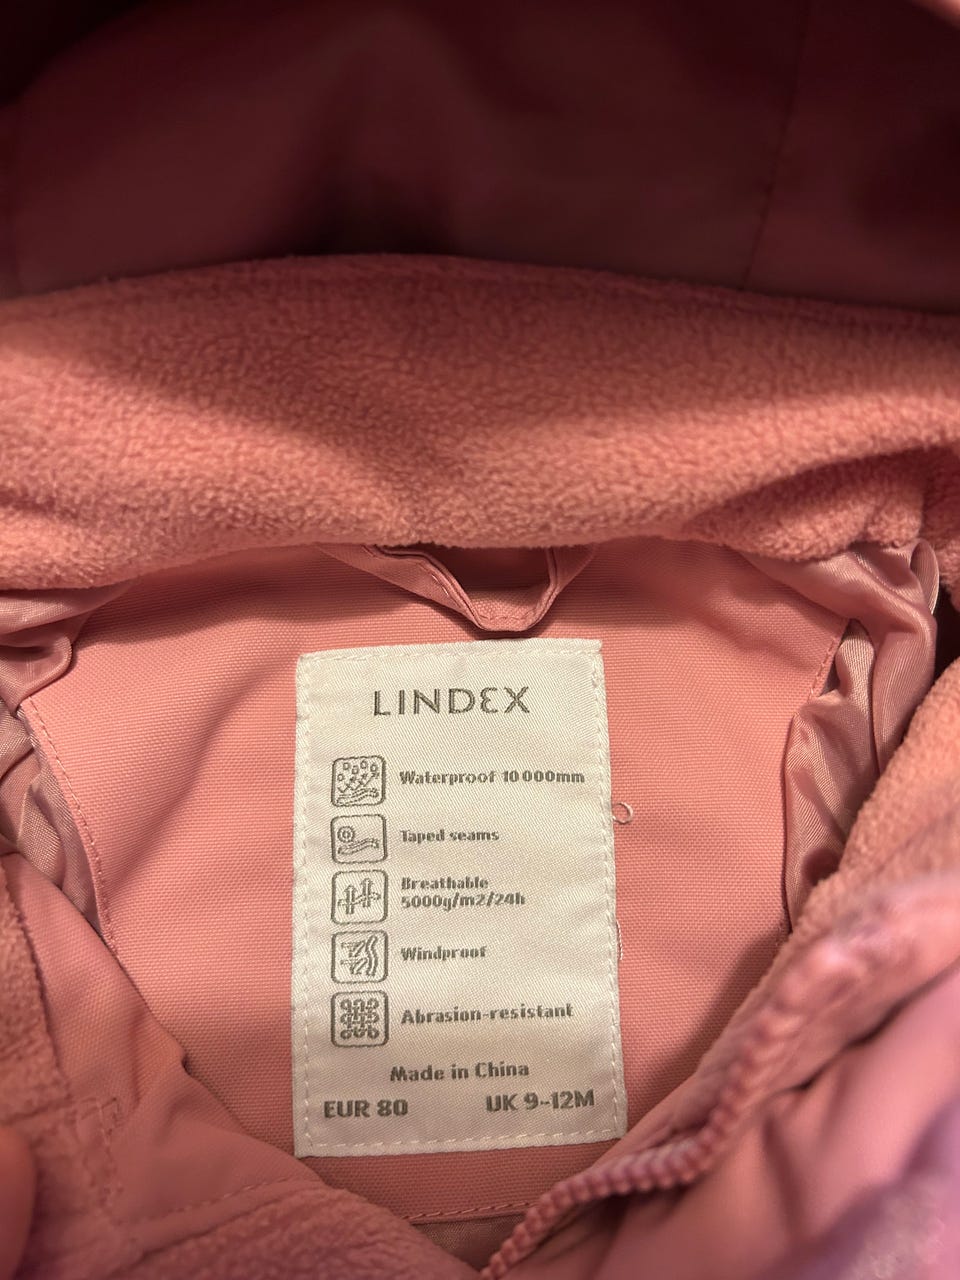 LINDEX
Waterproof 10 000mm
Taped seams
Breathable
5000g/m2/24h
Windproof
Abrasion-resistant
Made in China
EUR 80 UK 9-12M